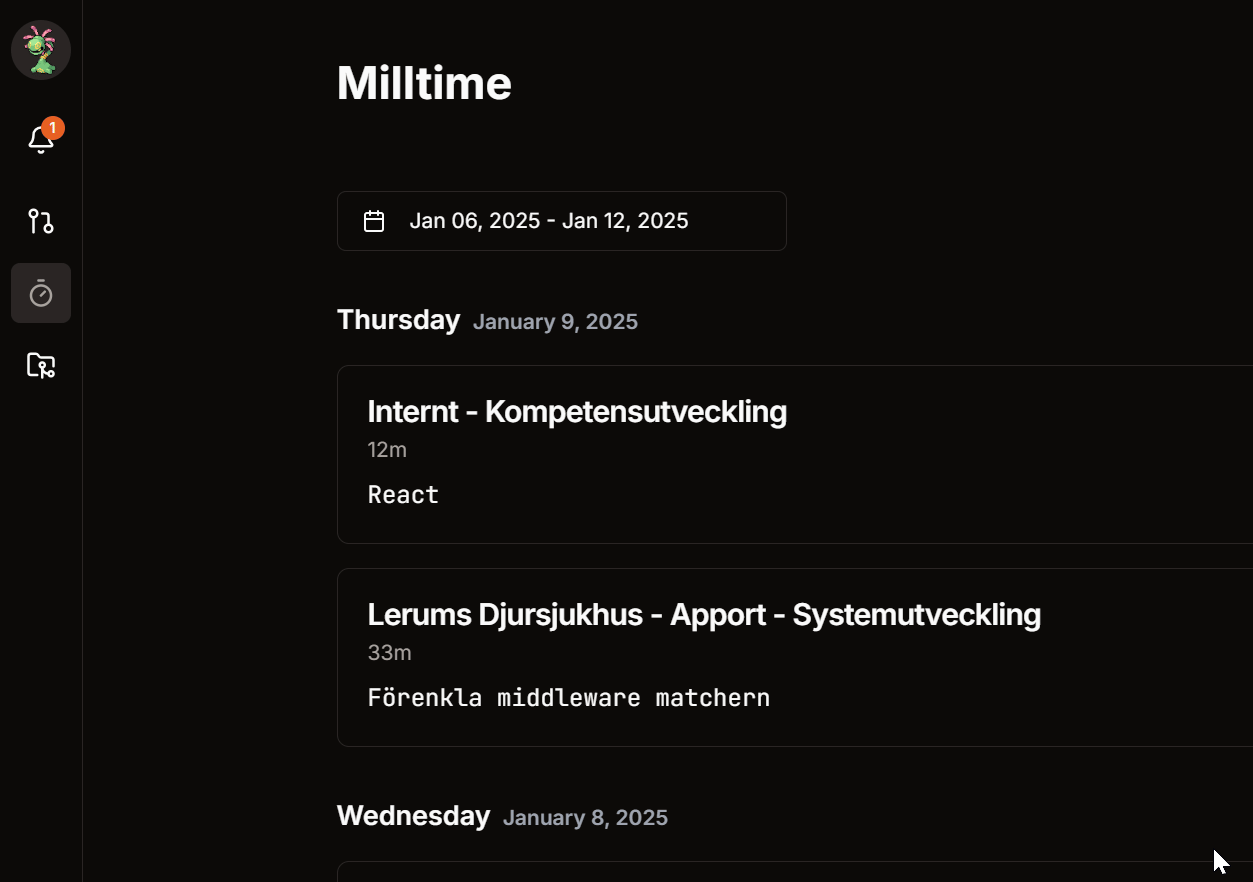 1
Milltime
Jan 06, 2025 - Jan 12, 2025
Thursday January 9, 2025
Internt - Kompetensutveckling
12m
React
Lerums Djursjukhus - Apport - Systemutveckling
33m
Förenkla middleware matchern
Wednesday January 8, 2025